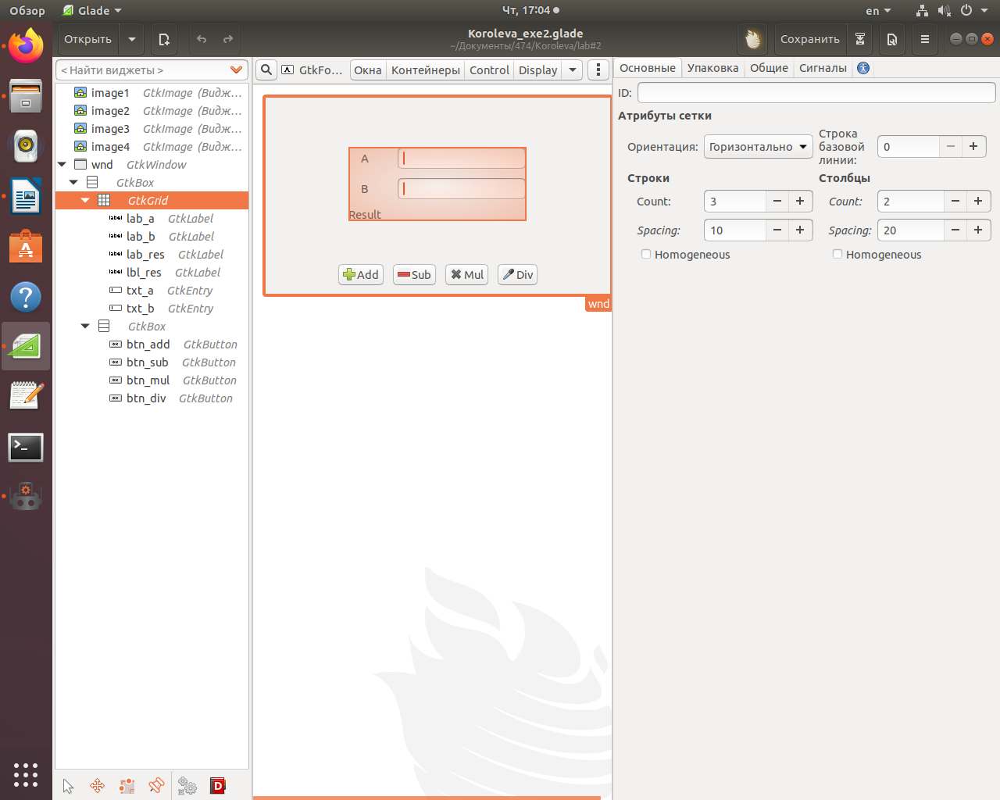 Обзор
Glade
Чт, 17:04
en
Открыть
Koroleva_exe2.glade
~/Документы/474/Koroleva/lab#2
Сохранить
< Найти виджеты >
GtkFo...
Окна
Контейнеры
Control
Display
Основные
Упаковка
Общие
Сигналы
image1 GtkImage (Видж...
image2 GtkImage (Видж...
image3 GtkImage (Видж...
image4 GtkImage (Видж...
wnd GtkWindow
GtkBox
GtkGrid
label lab_a GtkLabel
label lab_b GtkLabel
label lab_res GtkLabel
label lbl_res GtkLabel
txt_a GtkEntry
txt_b GtkEntry
GtkBox
OK btn_add GtkButton
OK btn_sub GtkButton
OK btn_mul GtkButton
OK btn_div GtkButton
A
B
Result
Add
Sub
Mul
Div
wnd
ID:
Атрибуты сетки
Ориентация: Горизонтально
Строка базовой линии: 0
Строки
Столбцы
Count: 3
Count: 2
Spacing: 10
Spacing: 20
Homogeneous
Homogeneous